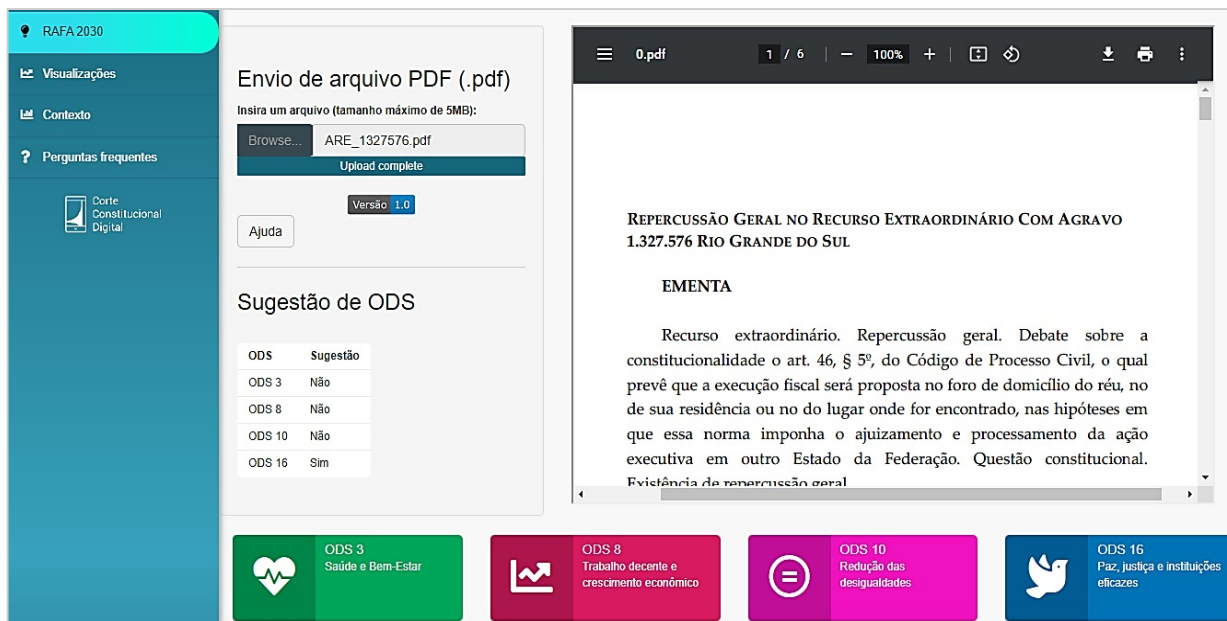 RAFA 2030
Visualizações
Contexto
? Perguntas frequentes
Corte
Constitucional
Digital
Envio de arquivo PDF (.pdf)
Insira um arquivo (tamanho máximo de 5MB):
Browse... ARE_1327576.pdf
Upload complete
Versão 1.0
Ajuda
Sugestão de ODS
ODS Sugestão
ODS 3 Não
ODS 8 Não
ODS 10 Não
ODS 16 Sim
0.pdf 1 / 6 | − 100% + |
REPERCUSSÃO GERAL NO RECURSO EXTRAORDINÁRIO COM AGRAVO
1.327.576 RIO GRANDE DO SUL
EMENTA
Recurso extraordinário. Repercussão geral. Debate sobre a
constitucionalidade o art. 46, § 5º, do Código de Processo Civil, o qual
prevê que a execução fiscal será proposta no foro de domicílio do réu, no
de sua residência ou no do lugar onde for encontrado, nas hipóteses em
que essa norma imponha o ajuizamento e processamento da ação
executiva em outro Estado da Federação. Questão constitucional.
Existência de repercussão geral
ODS 3
Saúde e Bem-Estar
ODS 8
Trabalho decente e
crescimento econômico
ODS 10
Redução das
desigualdades
ODS 16
Paz, justiça e instituições
eficazes